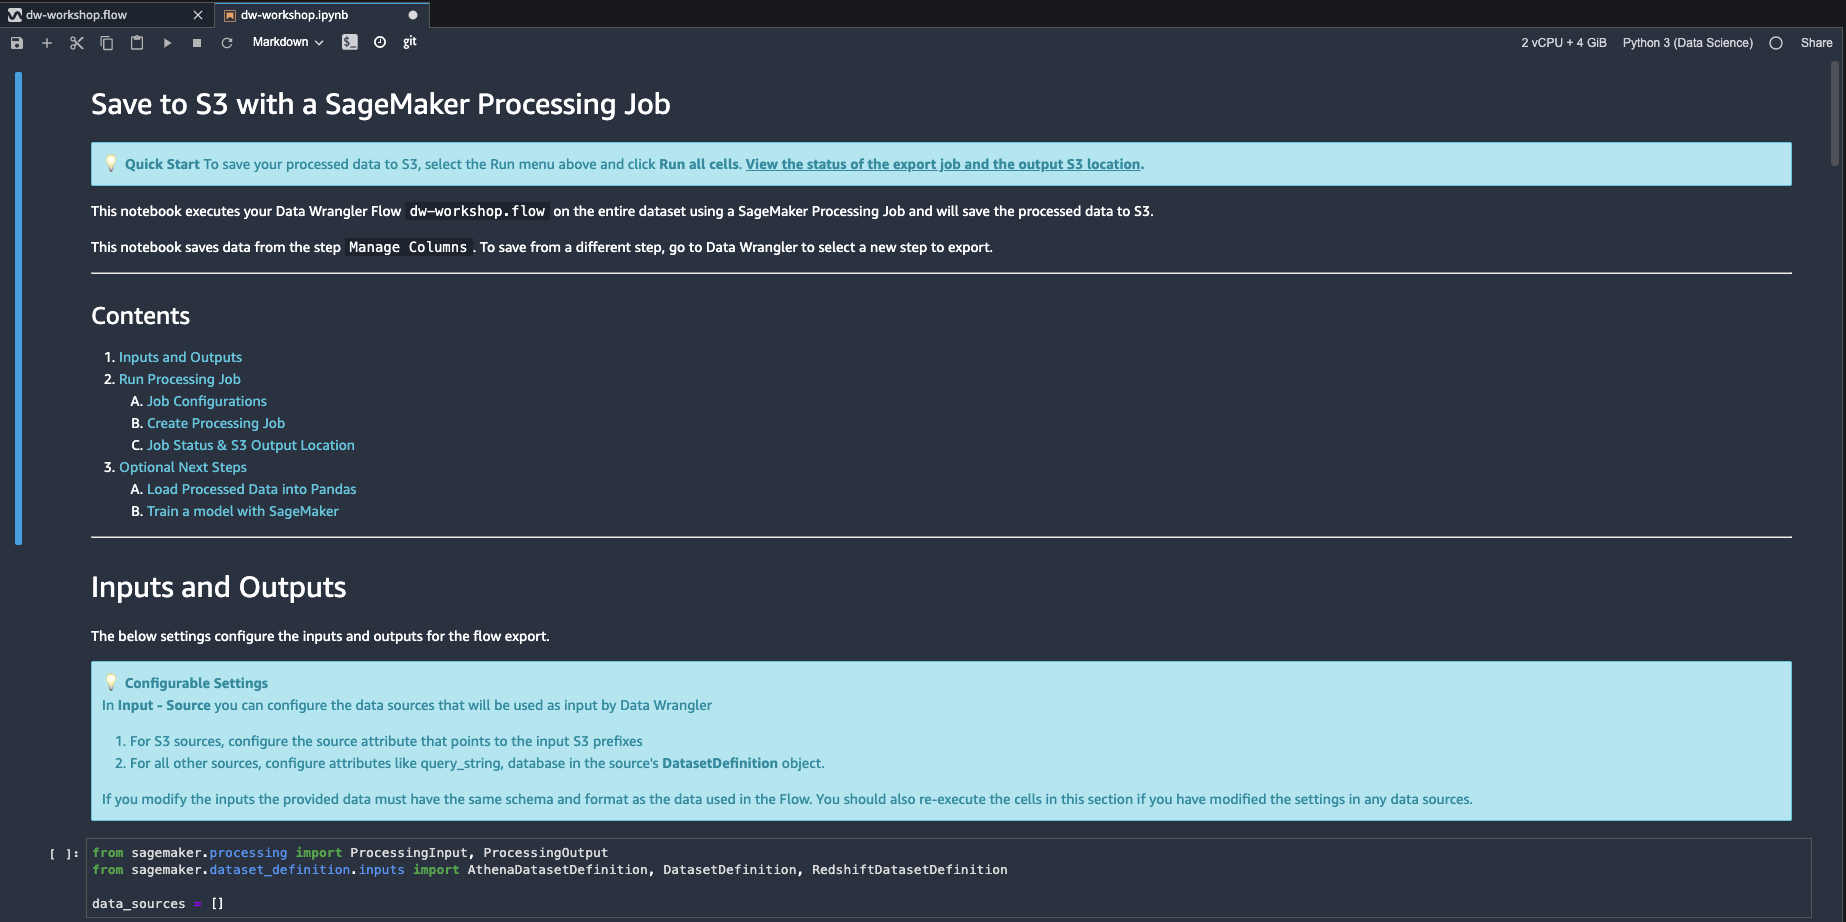 dw-workshop.flow
dw-workshop.ipynb
Markdown
$_
git
2 vCPU + 4 GiB
Python 3 (Data Science)
Share
Save to S3 with a SageMaker Processing Job
Quick Start To save your processed data to S3, select the Run menu above and click Run all cells. View the status of the export job and the output S3 location.
This notebook executes your Data Wrangler Flow dw-workshop.flow on the entire dataset using a SageMaker Processing Job and will save the processed data to S3.
This notebook saves data from the step Manage Columns . To save from a different step, go to Data Wrangler to select a new step to export.
Contents
1. Inputs and Outputs
2. Run Processing Job
A. Job Configurations
B. Create Processing Job
C. Job Status & S3 Output Location
3. Optional Next Steps
A. Load Processed Data into Pandas
B. Train a model with SageMaker
Inputs and Outputs
The below settings configure the inputs and outputs for the flow export.
Configurable Settings
In Input - Source you can configure the data sources that will be used as input by Data Wrangler
1. For S3 sources, configure the source attribute that points to the input S3 prefixes
2. For all other sources, configure attributes like query_string, database in the source's DatasetDefinition object.
If you modify the inputs the provided data must have the same schema and format as the data used in the Flow. You should also re-execute the cells in this section if you have modified the settings in any data sources.
[ ]: from sagemaker.processing import ProcessingInput, ProcessingOutput
from sagemaker.dataset_definition.inputs import AthenaDatasetDefinition, DatasetDefinition, RedshiftDatasetDefinition
data_sources = []